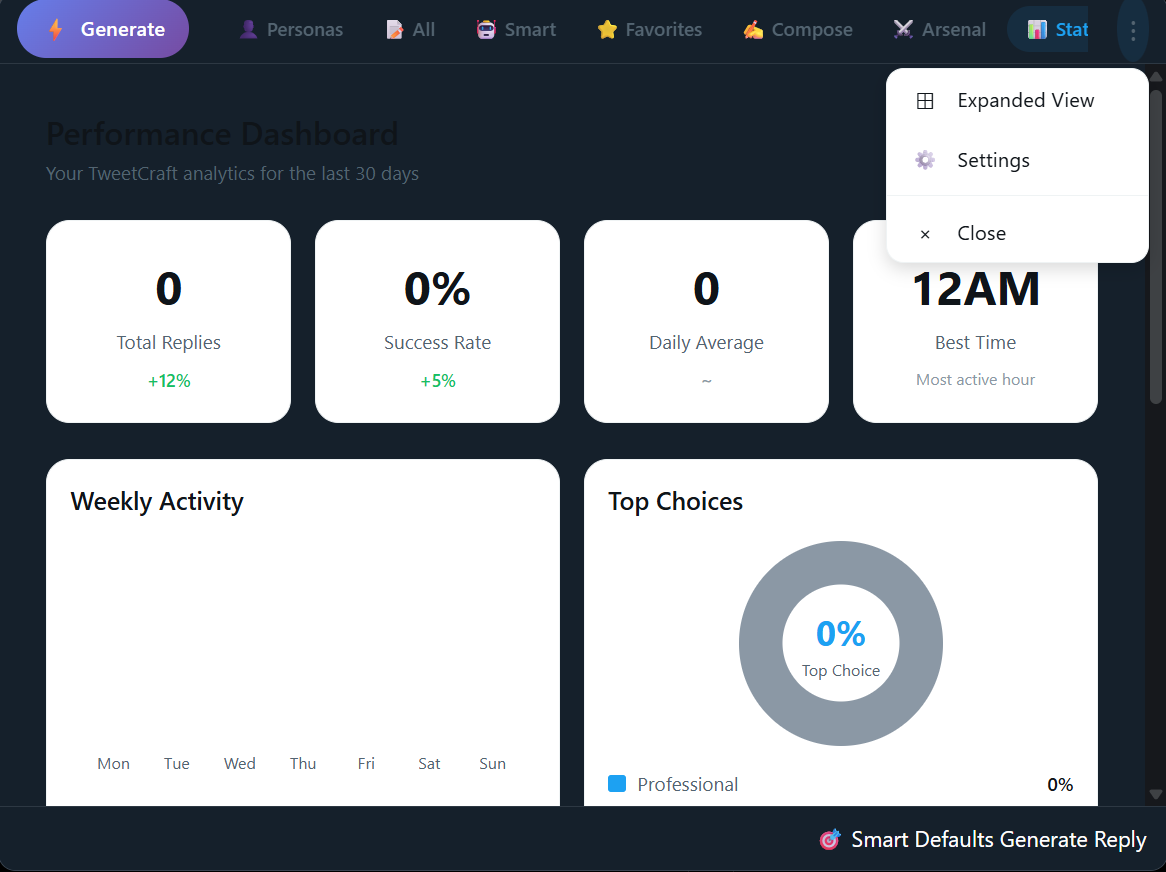 Generate
Personas
All
Smart
Favorites
Compose
Arsenal
Stat
Expanded View
Settings
× Close
Performance Dashboard
Your TweetCraft analytics for the last 30 days
0
Total Replies
+12%
0%
Success Rate
+5%
0
Daily Average
~
12AM
Best Time
Most active hour
Weekly Activity
Mon Tue Wed Thu Fri Sat Sun
Top Choices
0%
Top Choice
Professional 0%
Smart Defaults Generate Reply